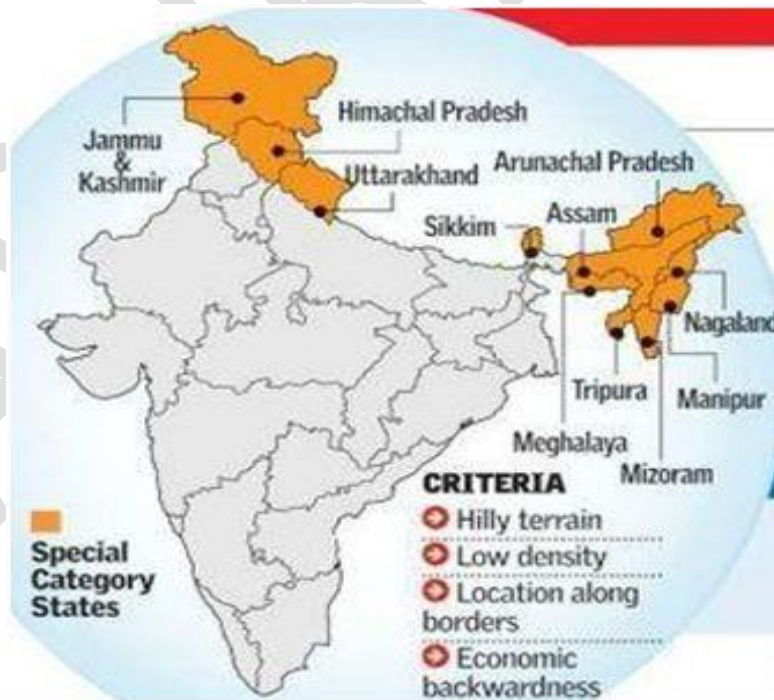 Jammu
&
Kashmir
Himachal Pradesh
Uttarakhand
Arunachal Pradesh
Sikkim
Assam
Nagaland
Tripura
Manipur
Meghalaya
Mizoram
Special
Category
States
CRITERIA
Hilly terrain
Low density
Location along
borders
Economic
backwardness